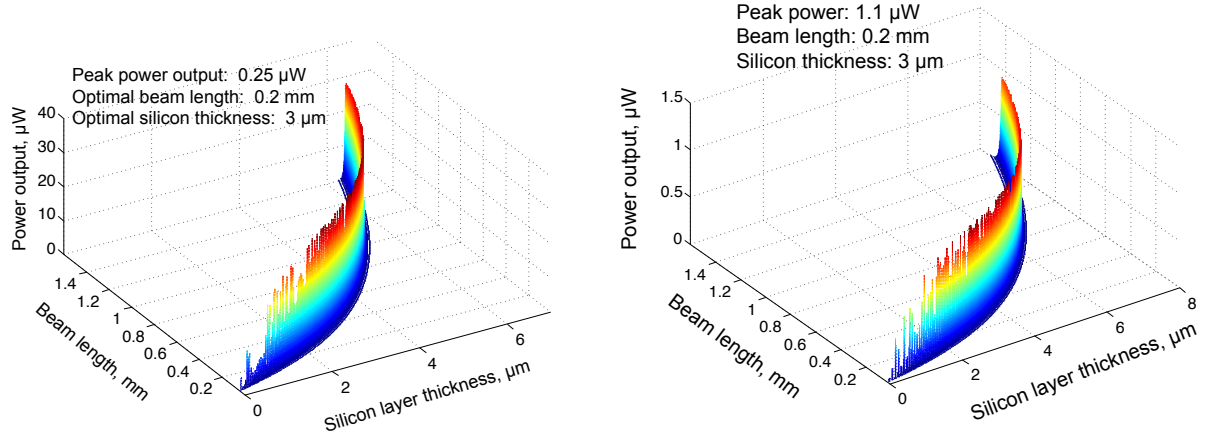 Peak power output: 0.25 µW
Optimal beam length: 0.2 mm
Optimal silicon thickness: 3 µm
Power output, µW
40
30
20
10
0
1.4
1.2
1
0.8
0.6
0.4
0.2
Beam length, mm
0
2
4
6
Silicon layer thickness, µm
Peak power: 1.1 µW
Beam length: 0.2 mm
Silicon thickness: 3 µm
Power output, µW
1.5
1
0.5
0
1.4
1.2
1
0.8
0.6
0.4
0.2
Beam length, mm
0
2
4
6
8
Silicon layer thickness, µm